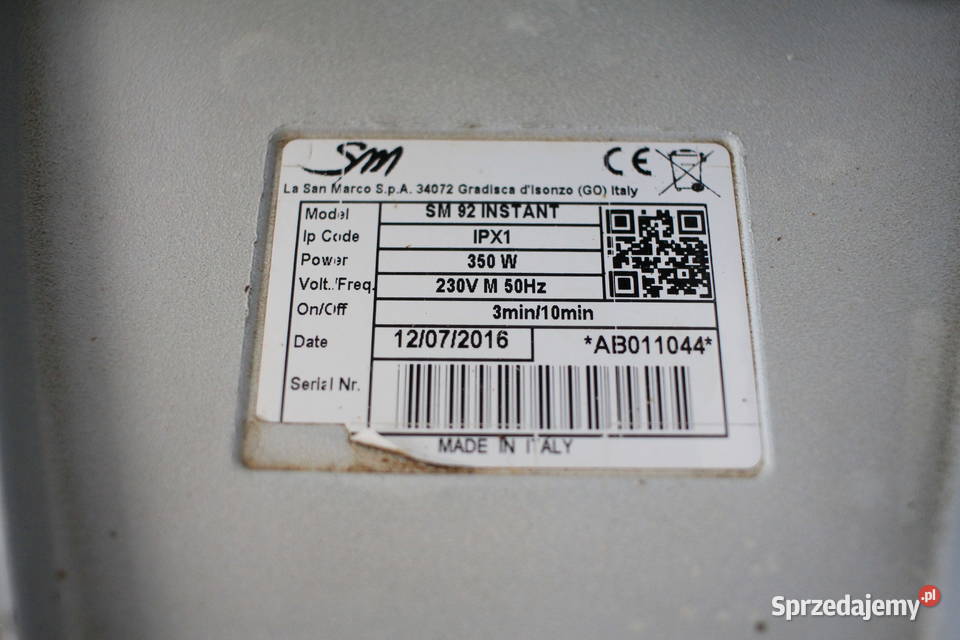 SM
CE
La San Marco S.p.A. 34072 Gradisca d'Isonzo (GO) Italy
Model SM 92 INSTANT
Ip Code IPX1
Power 350 W
Volt./Freq. 230V M 50Hz
On/Off 3min/10min
Date 12/07/2016 *AB011044*
Serial Nr.
MADE IN ITALY
Sprzedajemy.pl